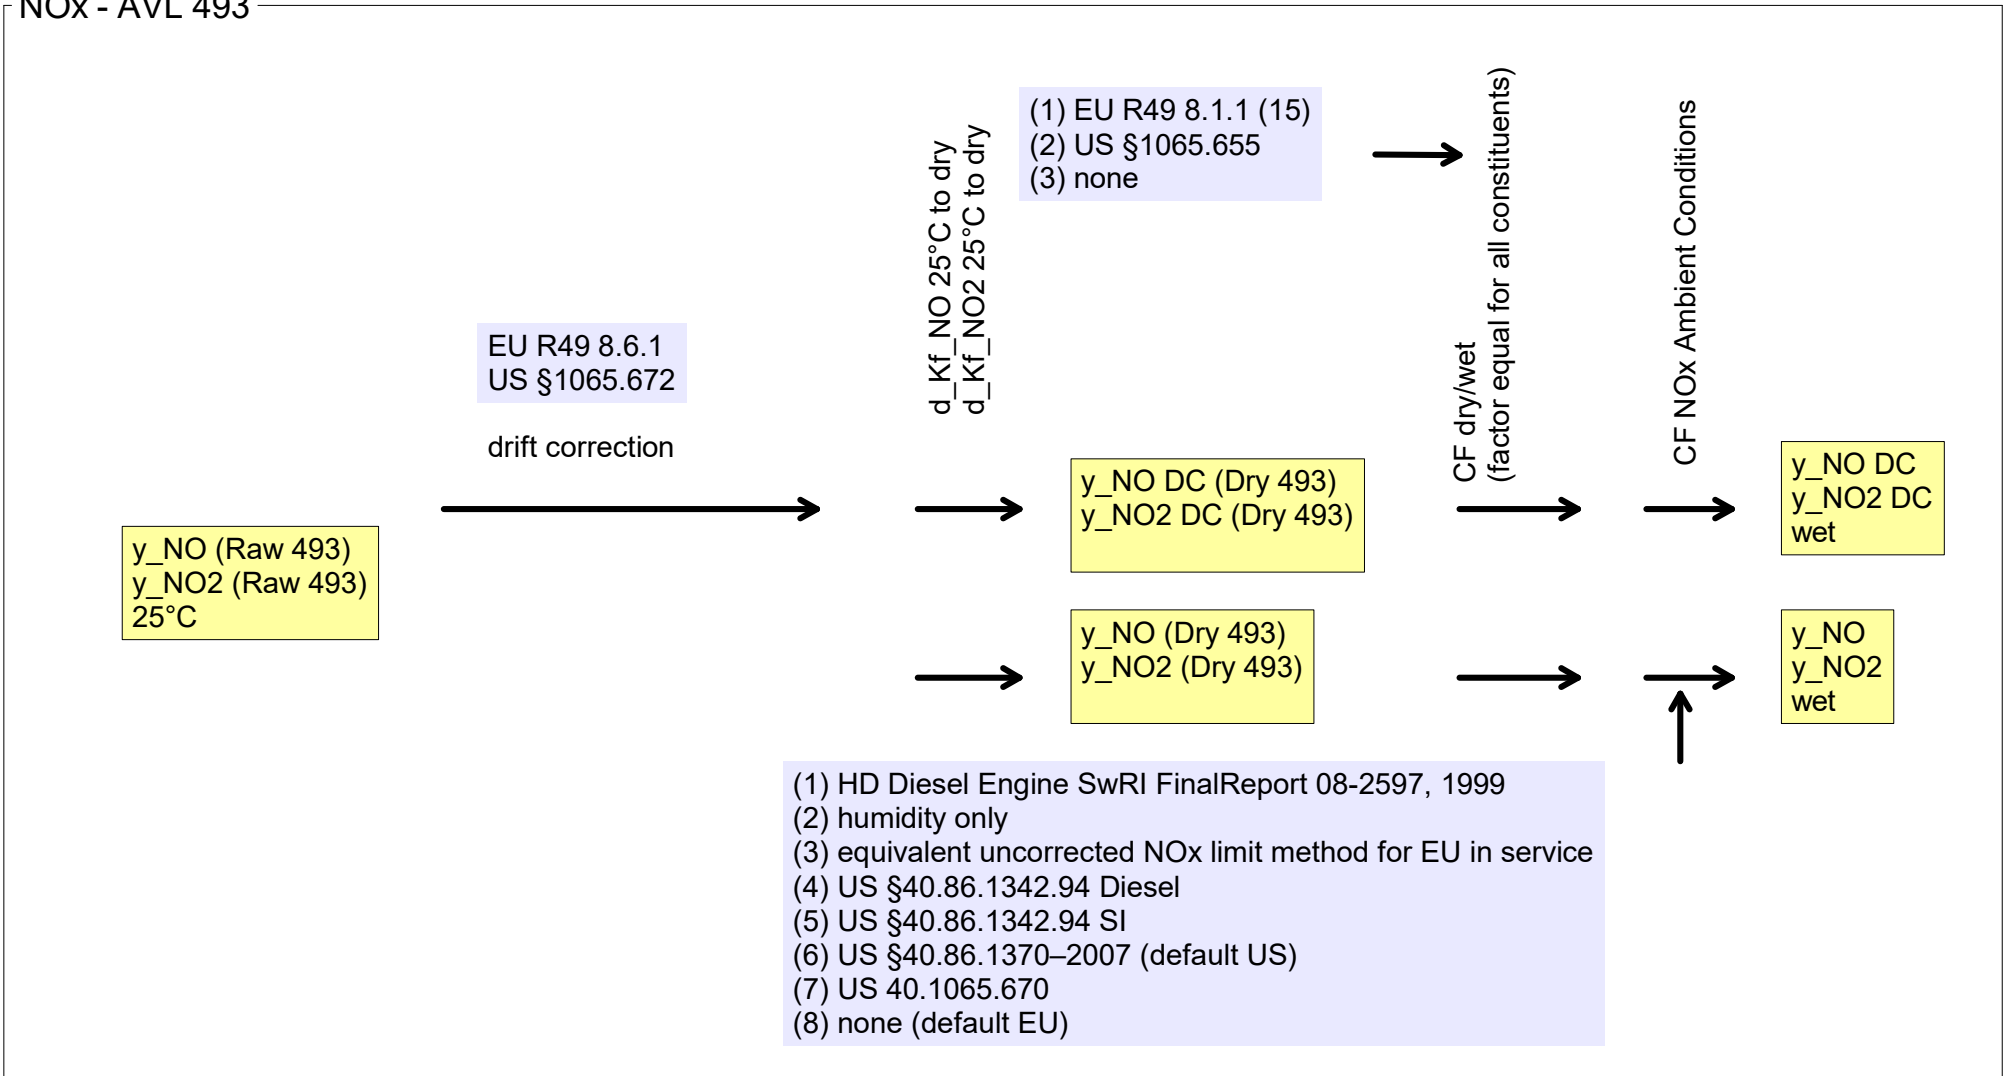 NOx - AVL 493
(1) EU R49 8.1.1 (15)
(2) US §1065.655
(3) none
d_Kf_NO 25°C to dry
d_Kf_NO2 25°C to dry
CF dry/wet
(factor equal for all constituents)
CF NOx Ambient Conditions
EU R49 8.6.1
US §1065.672
drift correction
y_NO (Raw 493)
y_NO2 (Raw 493)
25°C
y_NO DC (Dry 493)
y_NO2 DC (Dry 493)
y_NO DC
y_NO2 DC
wet
y_NO (Dry 493)
y_NO2 (Dry 493)
y_NO
y_NO2
wet
(1) HD Diesel Engine SwRI FinalReport 08-2597, 1999
(2) humidity only
(3) equivalent uncorrected NOx limit method for EU in service
(4) US §40.86.1342.94 Diesel
(5) US §40.86.1342.94 SI
(6) US §40.86.1370–2007 (default US)
(7) US 40.1065.670
(8) none (default EU)